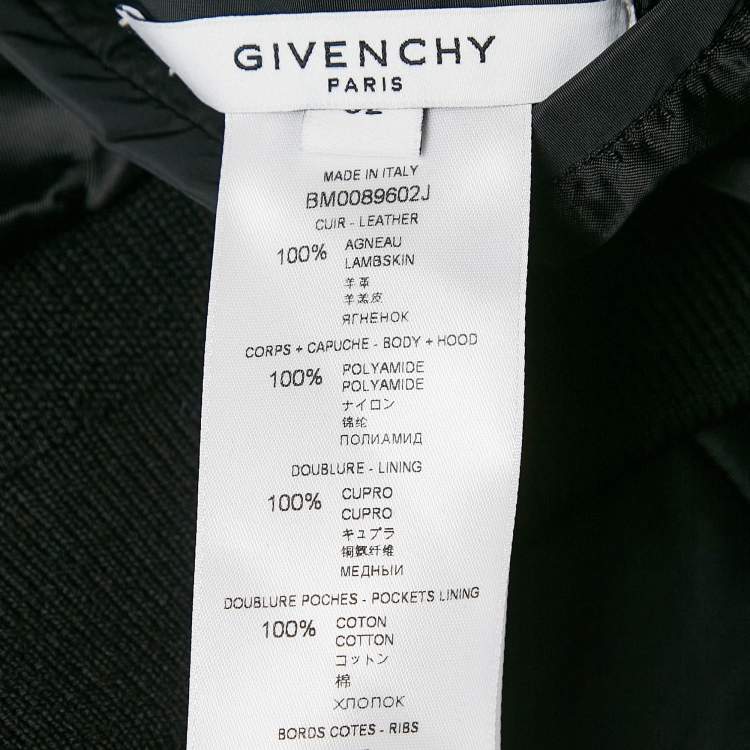 GIVENCHY
PARIS
MADE IN ITALY
BM0089602J
CUIR - LEATHER
100% AGNEAU
LAMBSKIN
羊革
羊羔皮
ЯГНЕНОК
CORPS + CAPUCHE - BODY + HOOD
100% POLYAMIDE
POLYAMIDE
ナイロン
锦纶
ПОЛИАМИД
DOUBLURE - LINING
100% CUPRO
CUPRO
キュプラ
铜氨纤维
МЕДНЫЙ
DOUBLURE POCHES - POCKETS LINING
100% COTON
COTTON
コットン
棉
ХЛОПОК
BORDS COTES - RIBS